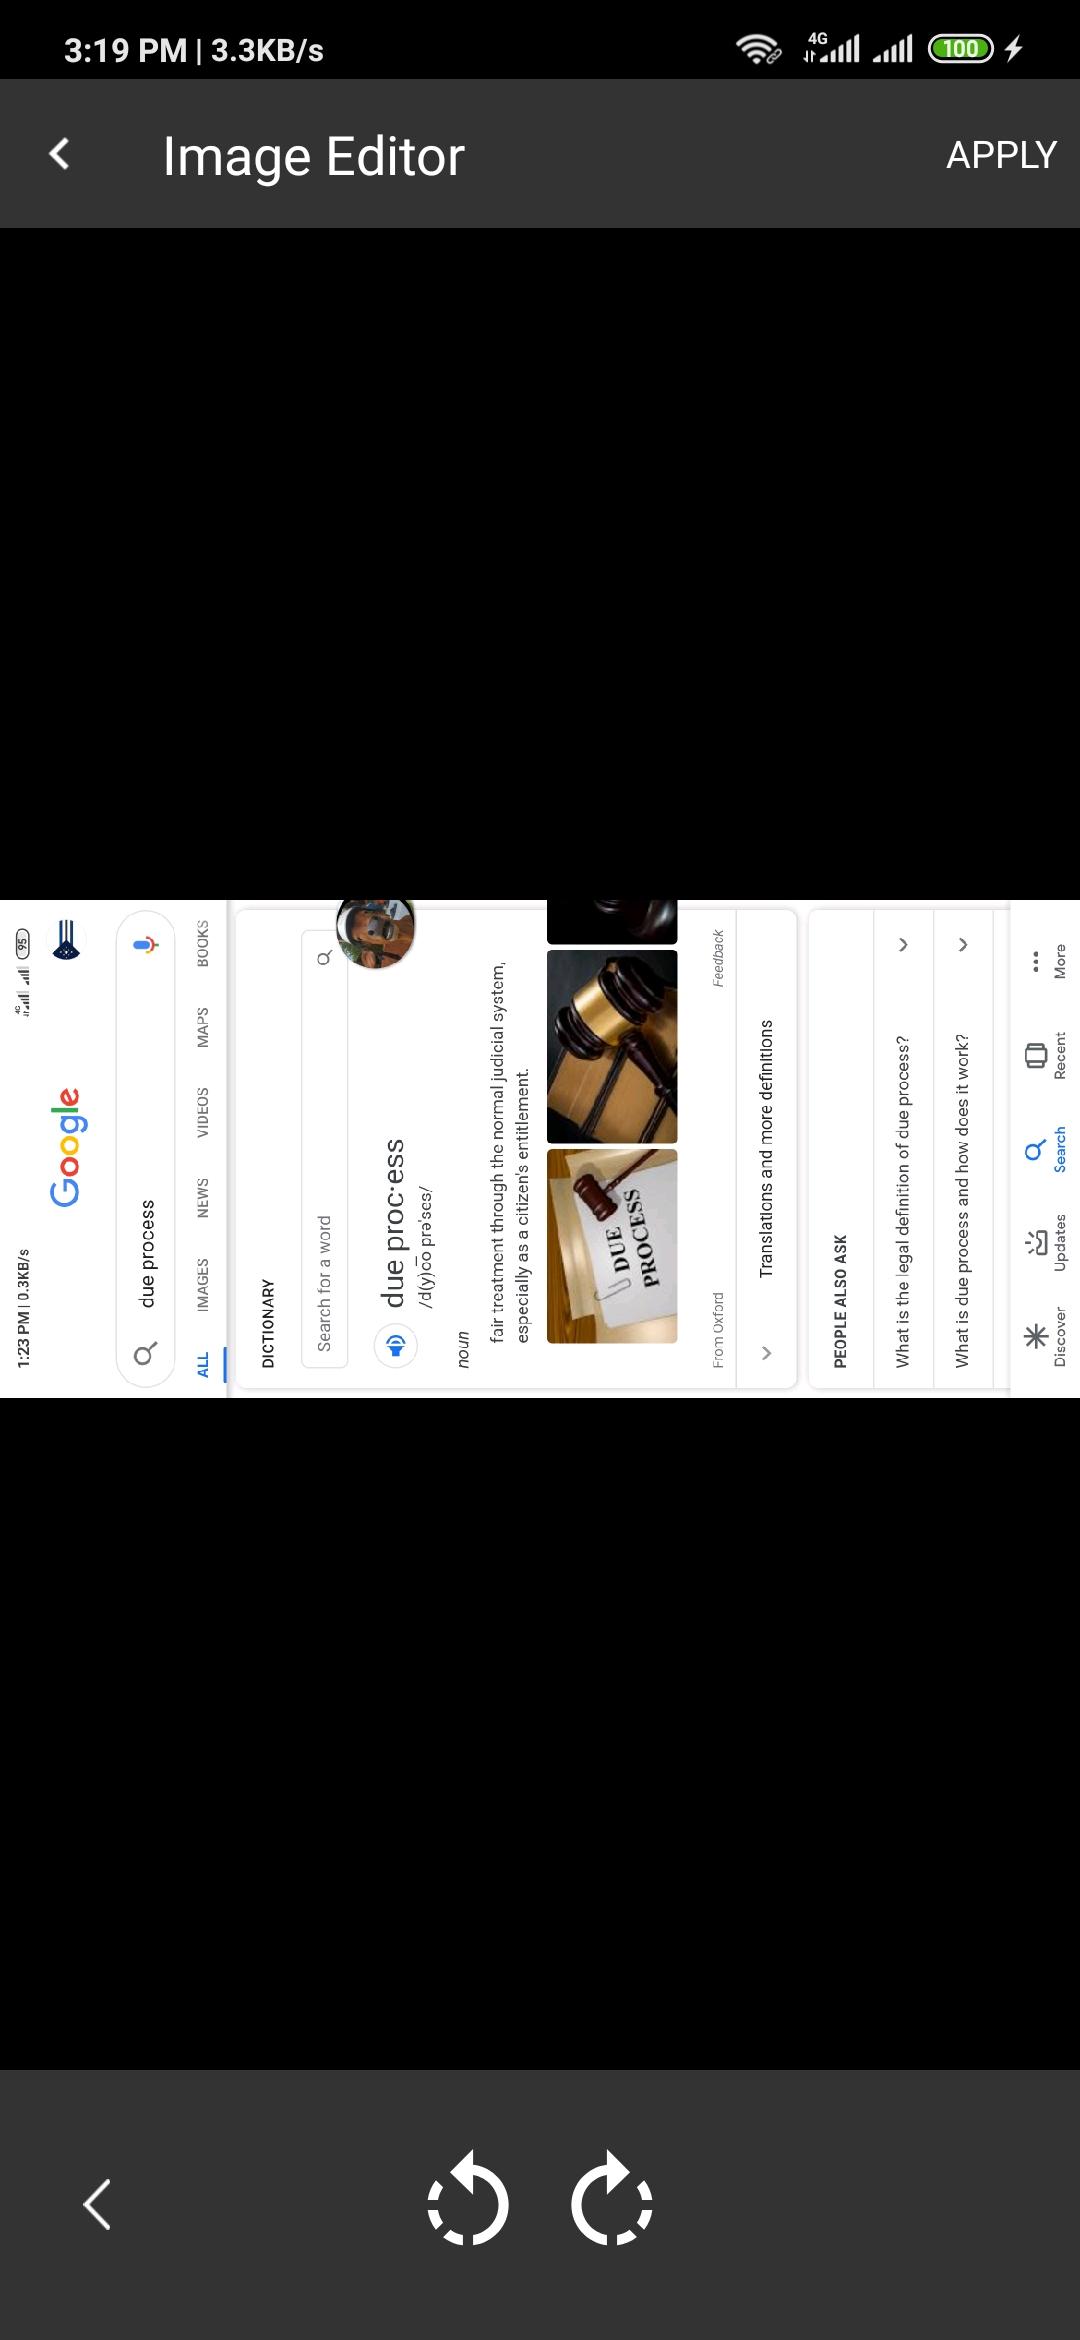 3:19 PM | 3.3KB/s
4G
100
Image Editor
APPLY
1:23 PM | 0.3KB/s
4G
95
Google
due process
ALL
IMAGES
NEWS
VIDEOS
MAPS
BOOKS
DICTIONARY
Search for a word
due proc·ess
/d(y)o͞o prəˈses/
noun
fair treatment through the normal judicial system,
especially as a citizen's entitlement.
DUE
PROCESS
From Oxford
Feedback
Translations and more definitions
PEOPLE ALSO ASK
What is the legal definition of due process?
What is due process and how does it work?
Discover
Updates
Search
Recent
More